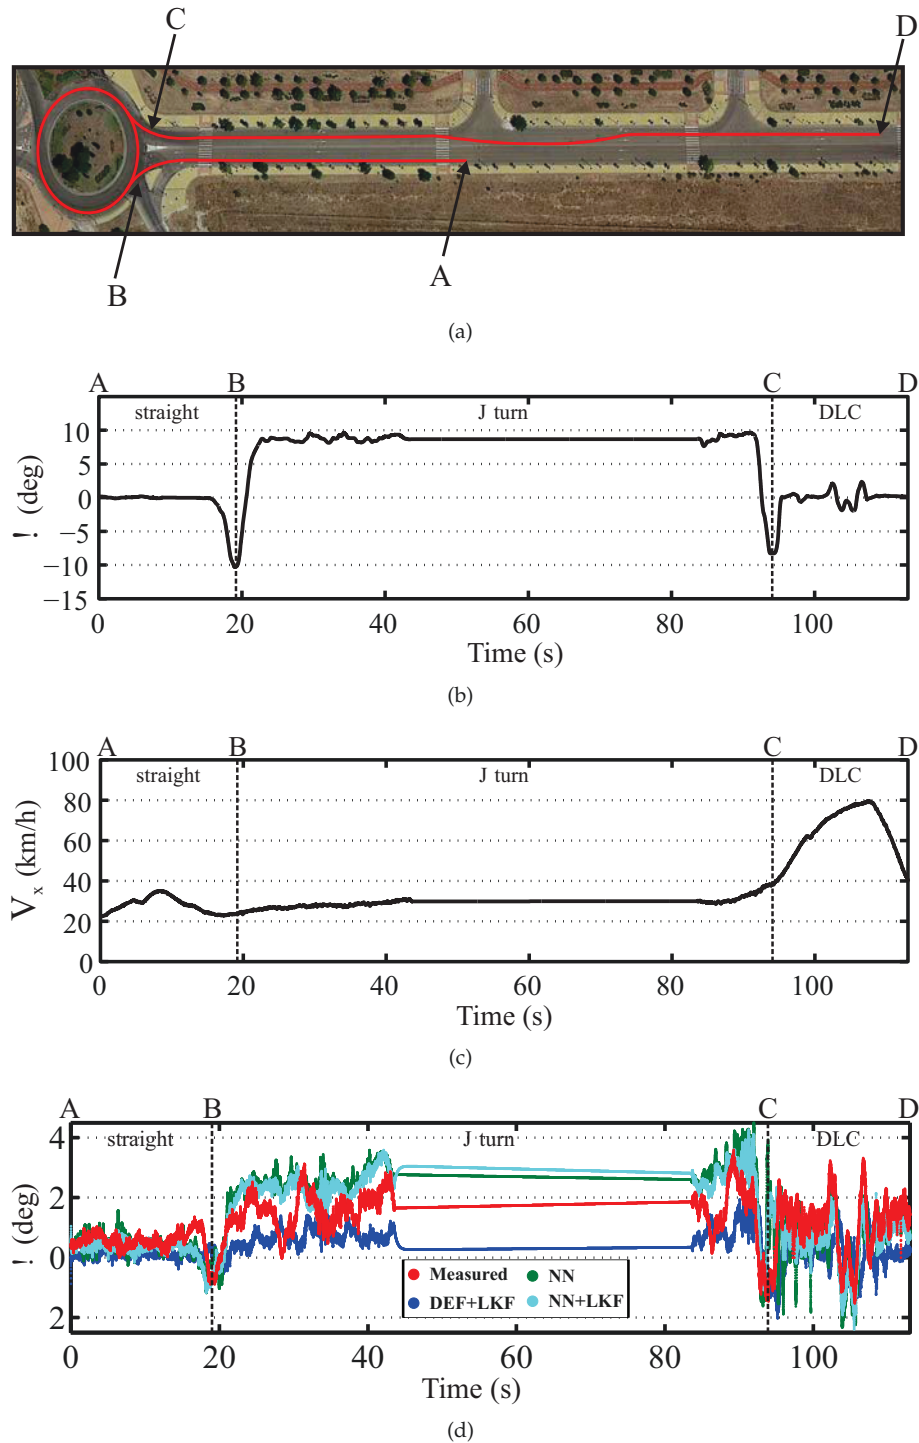 C
D
B
A
(a)
A B C D
straight J turn DLC
10
5
0
−5
−10
−15
! (deg)
0 20 40 60 80 100
Time (s)
(b)
A B C D
straight J turn DLC
100
80
60
40
20
0
Vx (km/h)
0 20 40 60 80 100
Time (s)
(c)
A B C D
straight J turn DLC
4
2
0
2
! (deg)
Measured NN
DEF+LKF NN+LKF
0 20 40 60 80 100
Time (s)
(d)